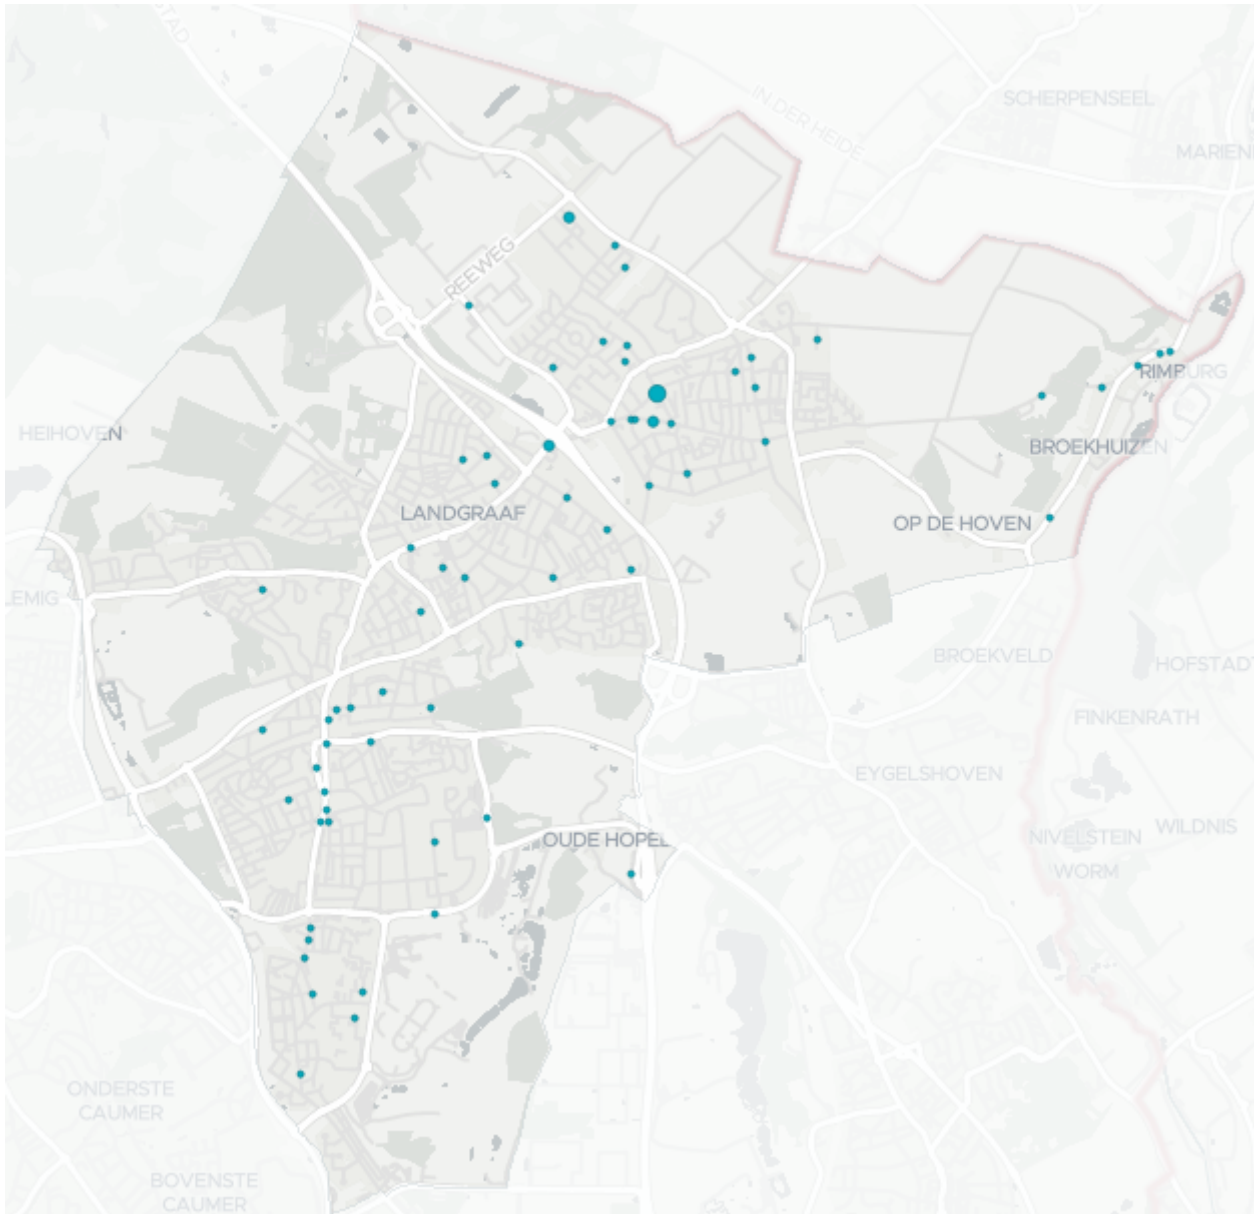 STAD
IN DER HEIDE
SCHERPENSEEL
MARIEN
REEWEG
RIMBURG
HEIHOVEN
BROEKHUIZEN
LANDGRAAF
OP DE HOVEN
LEMIG
BROEKVELD
HOFSTADT
FINKENRATH
EYGELSHOVEN
OUDE HOPEL
NIVELSTEIN
WILDNIS
WORM
ONDERSTE
CAUMER
BOVENSTE
CAUMER